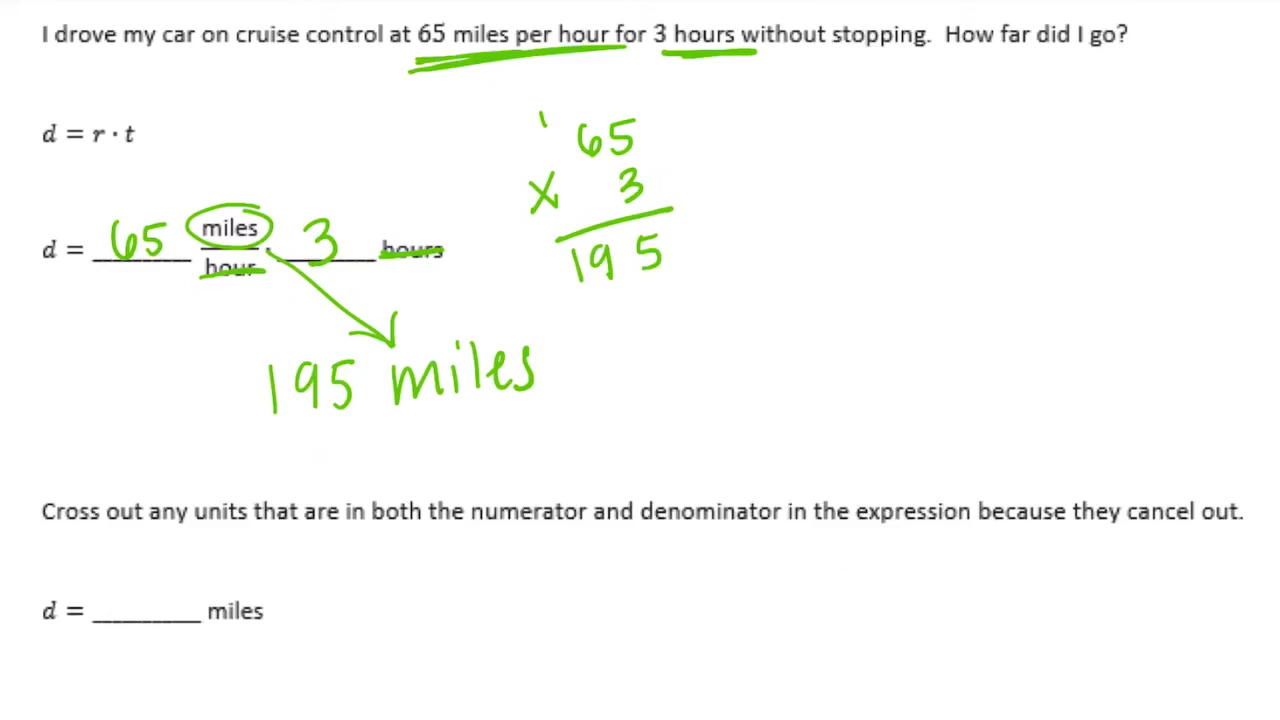 I drove my car on cruise control at 65 miles per hour for 3 hours without stopping. How far did I go?
d = r · t
1
65
X 3
195
d = 65 miles/hour · 3 hours
195 miles
Cross out any units that are in both the numerator and denominator in the expression because they cancel out.
d = ________ miles